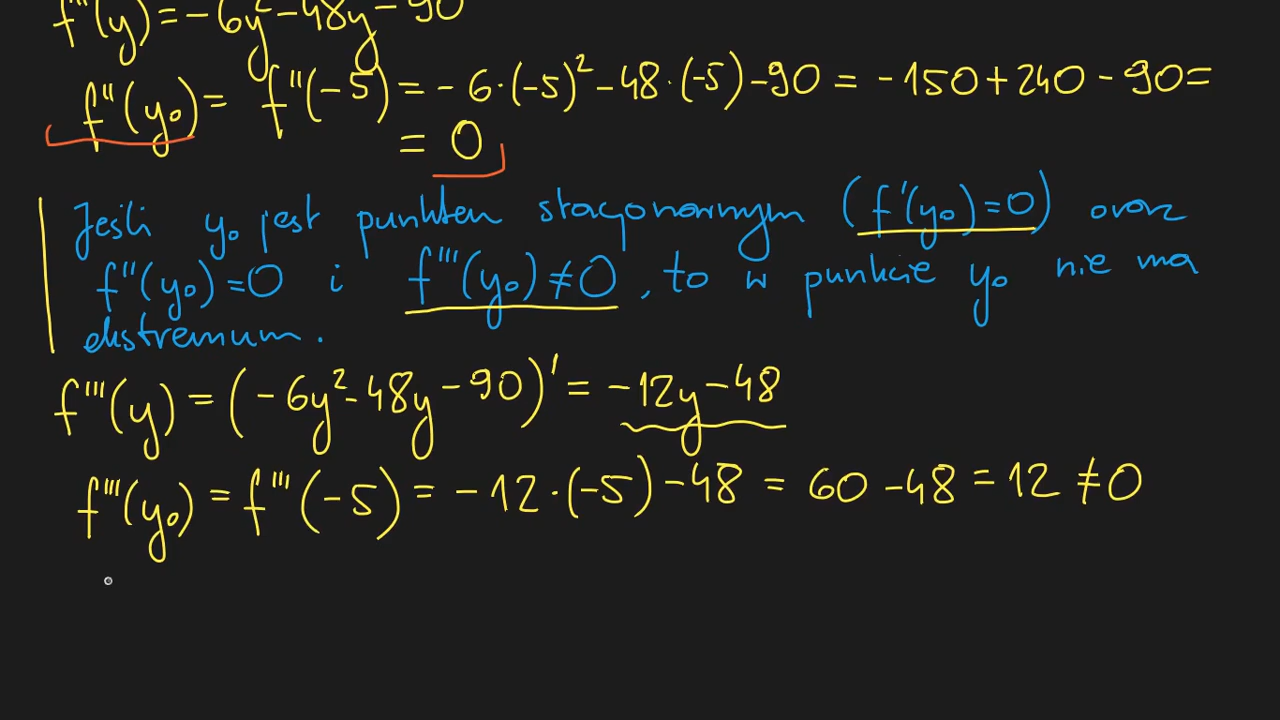 f''(y) = -6y² - 48y - 90
f''(y₀) = f''(-5) = -6·(-5)² - 48·(-5) - 90 = -150 + 240 - 90 =
= 0
Jeśli y₀ jest punktem stacjonarnym (f'(y₀) = 0) oraz
f''(y₀) = 0 i f'''(y₀) ≠ 0, to w punkcie y₀ nie ma
ekstremum.
f'''(y) = (-6y² - 48y - 90)' = -12y - 48
f'''(y₀) = f'''(-5) = -12·(-5) - 48 = 60 - 48 = 12 ≠ 0